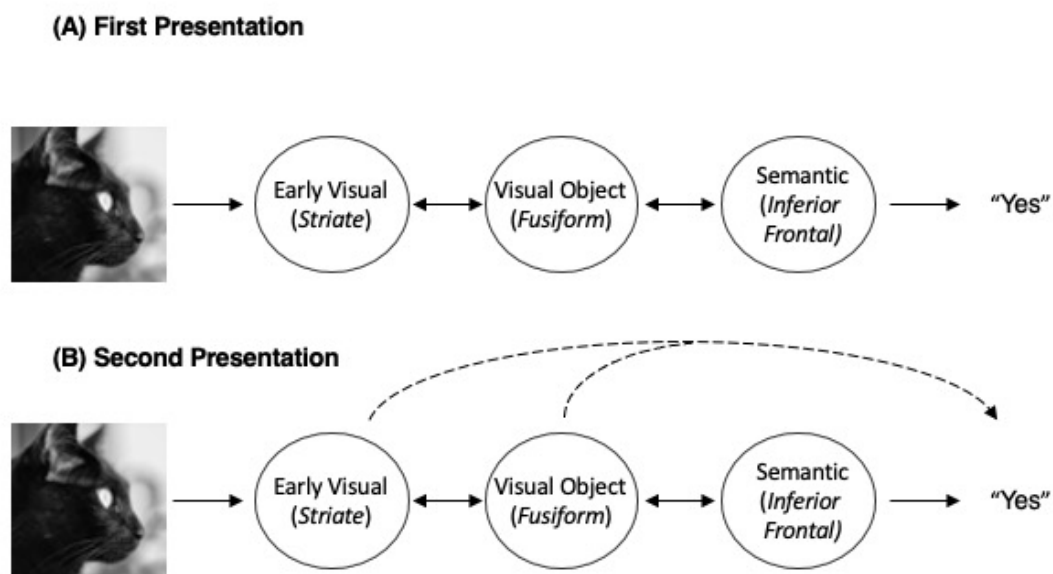 (A) First Presentation
Early Visual
(Striate)
Visual Object
(Fusiform)
Semantic
(Inferior
Frontal)
“Yes”
(B) Second Presentation
Early Visual
(Striate)
Visual Object
(Fusiform)
Semantic
(Inferior
Frontal)
“Yes”